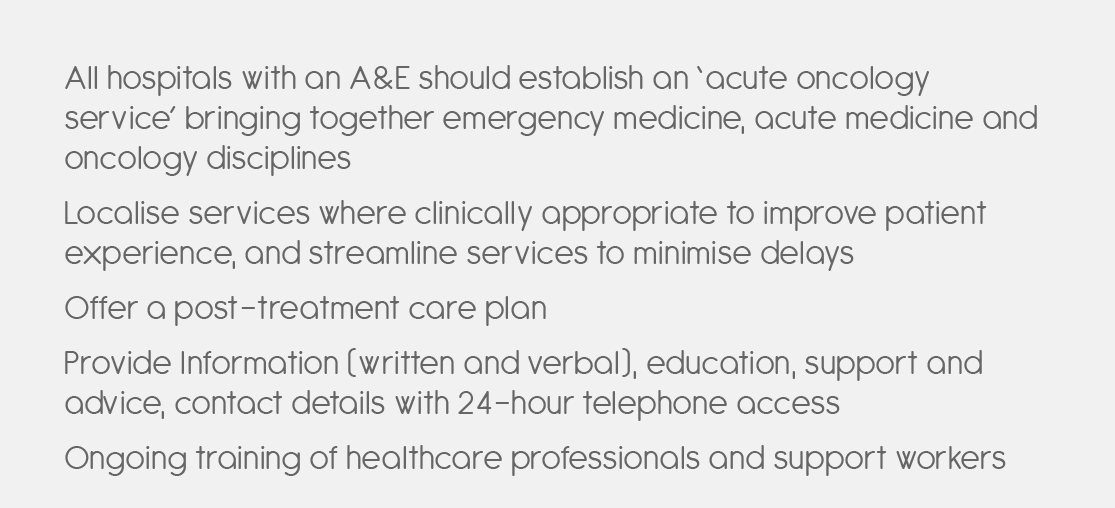 All hospitals with an A&E should establish an ‵acute oncology
service′ bringing together emergency medicine, acute medicine and
oncology disciplines
Localise services where clinically appropriate to improve patient
experience, and streamline services to minimise delays
Offer a post-treatment care plan
Provide Information (written and verbal), education, support and
advice, contact details with 24-hour telephone access
Ongoing training of healthcare professionals and support workers